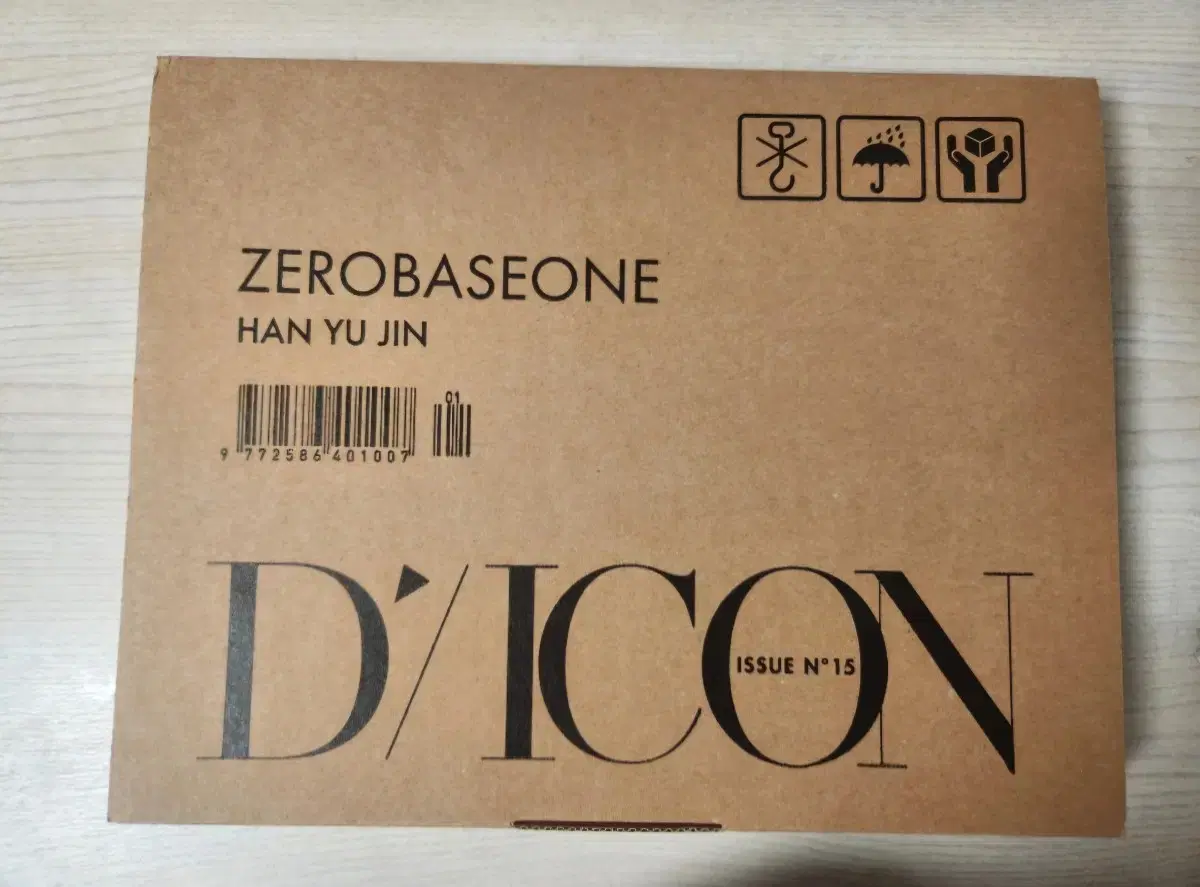 ZEROBASEONE
HAN YU JIN
01
9 772586 401007
D'/ICON
ISSUE N°15